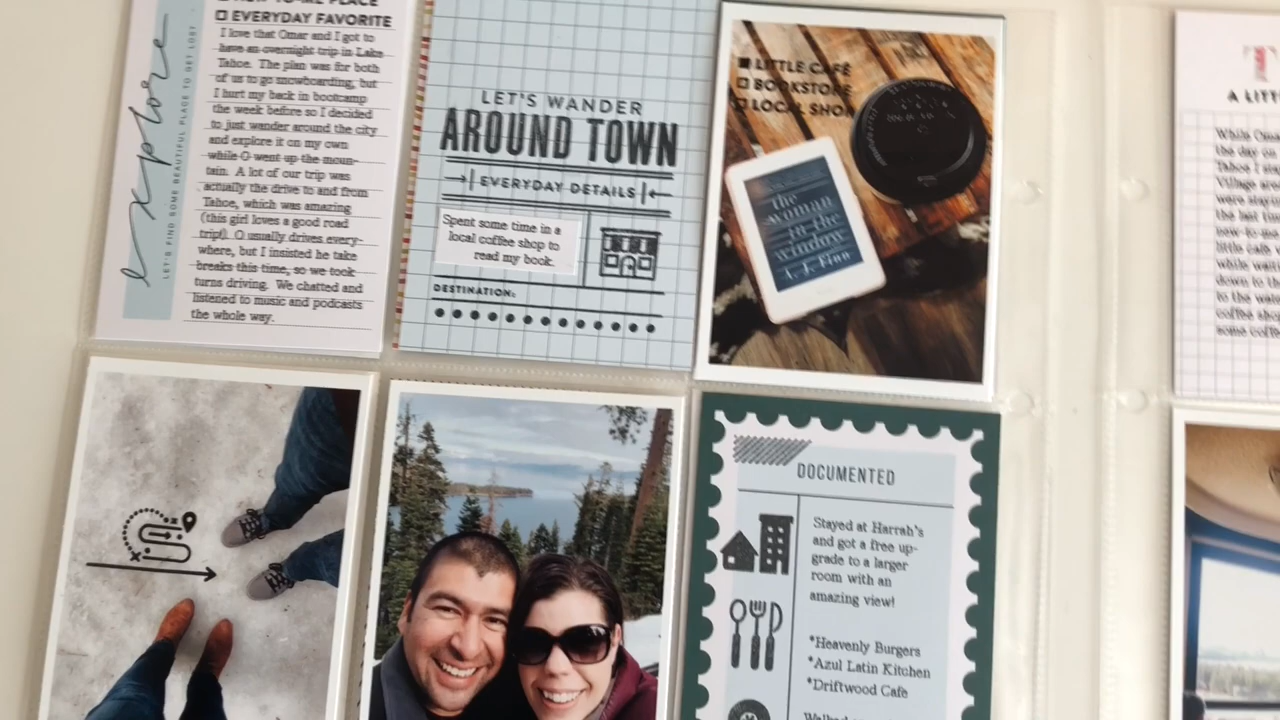 EVERYDAY FAVORITE
I love that Omar and I got to
have an overnight trip in Lake
Tahoe. The plan was for both
of us to go snowboarding, but
I hurt my back in bootcamp
the week before so I decided
to just wander around the city
and explore it on my own
while O went up the moun-
tain. A lot of our trip was
actually the drive to and from
Tahoe, which was amazing
(this girl loves a good road
trip!). O usually drives every-
where, but I insisted he take
breaks this time, so we took
turns driving. We chatted and
listened to music and podcasts
the whole way.
explore
LET'S FIND SOME BEAUTIFUL PLACE TO GET LOST
LET'S WANDER
AROUND TOWN
EVERYDAY DETAILS
Spent some time in a
local coffee shop to
read my book.
DESTINATION:
LITTLE CAFÉ
BOOKSTORE
LOCAL SHOP
the
woman
in the
window
A. J. Finn
DOCUMENTED
Stayed at Harrah's
and got a free up-
grade to a larger
room with an
amazing view!
*Heavenly Burgers
*Azul Latin Kitchen
*Driftwood Cafe
T
A LITT
While Oma
the day on
Tahoe I sta
Village are
were stayi
the last tim
how-to-ma
little cafe
while wait
down to th
to the wat
coffee shop
some coffe